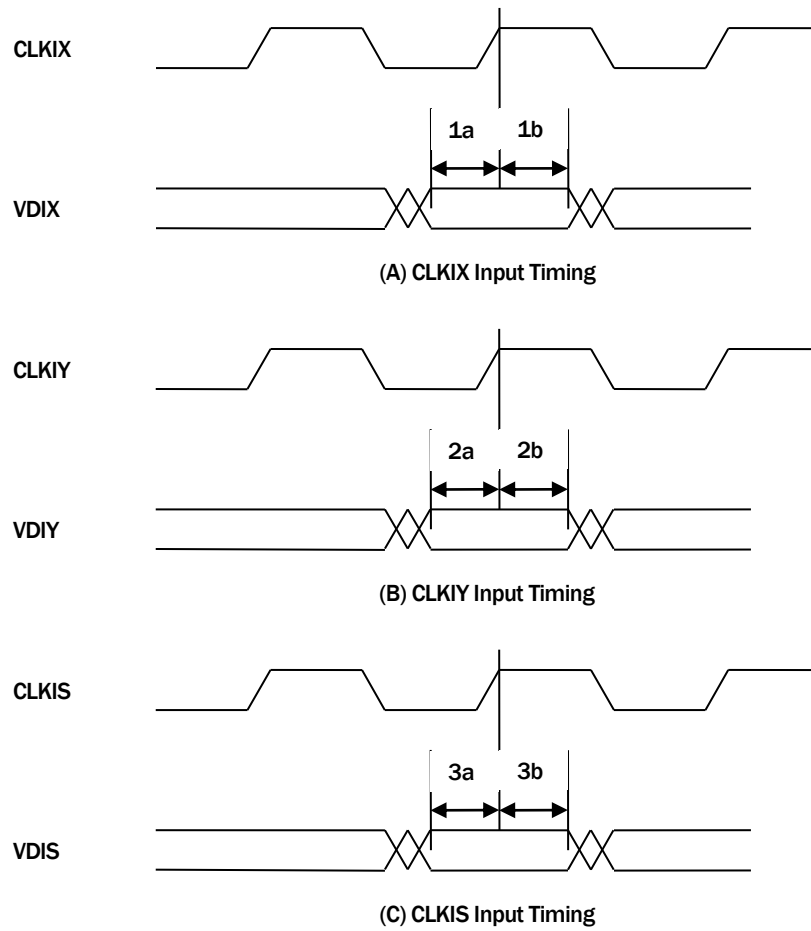 CLKIX
1a 1b
VDIX
(A) CLKIX Input Timing
CLKIY
2a 2b
VDIY
(B) CLKIY Input Timing
CLKIS
3a 3b
VDIS
(C) CLKIS Input Timing